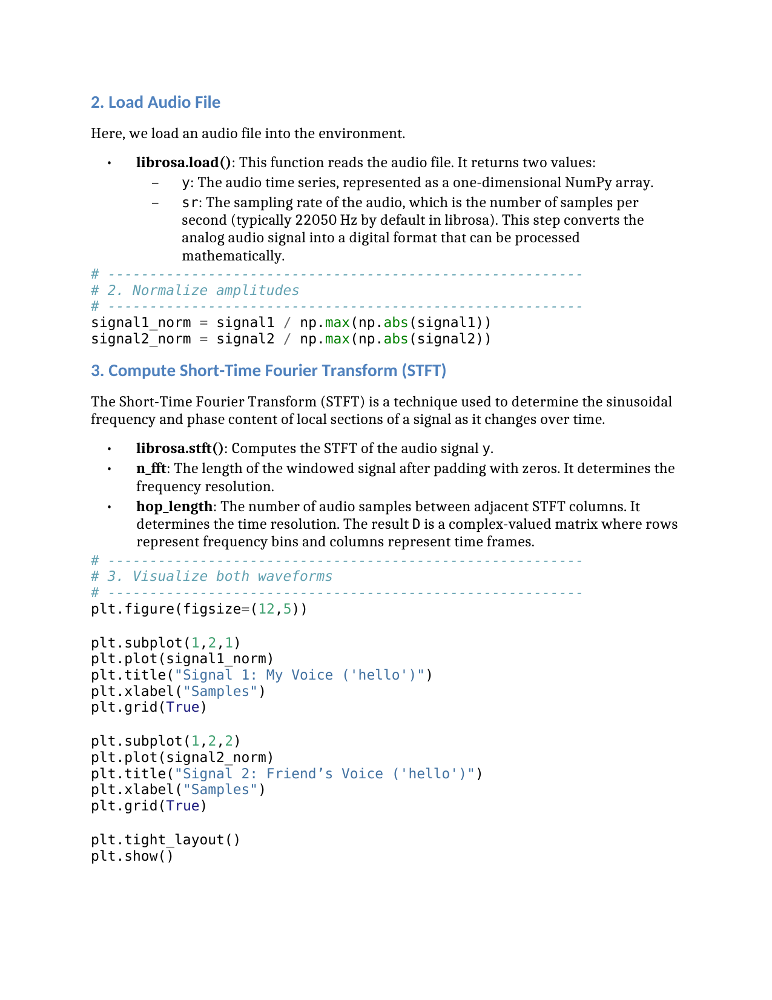 2. Load Audio File
Here, we load an audio file into the environment.
• librosa.load(): This function reads the audio file. It returns two values:
– y: The audio time series, represented as a one-dimensional NumPy array.
– sr: The sampling rate of the audio, which is the number of samples per
second (typically 22050 Hz by default in librosa). This step converts the
analog audio signal into a digital format that can be processed
mathematically.
# ---------------------------------------------------------
# 2. Normalize amplitudes
# ---------------------------------------------------------
signal1_norm = signal1 / np.max(np.abs(signal1))
signal2_norm = signal2 / np.max(np.abs(signal2))
3. Compute Short-Time Fourier Transform (STFT)
The Short-Time Fourier Transform (STFT) is a technique used to determine the sinusoidal
frequency and phase content of local sections of a signal as it changes over time.
• librosa.stft(): Computes the STFT of the audio signal y.
• n_fft: The length of the windowed signal after padding with zeros. It determines the
frequency resolution.
• hop_length: The number of audio samples between adjacent STFT columns. It
determines the time resolution. The result D is a complex-valued matrix where rows
represent frequency bins and columns represent time frames.
# ---------------------------------------------------------
# 3. Visualize both waveforms
# ---------------------------------------------------------
plt.figure(figsize=(12,5))

plt.subplot(1,2,1)
plt.plot(signal1_norm)
plt.title("Signal 1: My Voice ('hello')")
plt.xlabel("Samples")
plt.grid(True)

plt.subplot(1,2,2)
plt.plot(signal2_norm)
plt.title("Signal 2: Friend’s Voice ('hello')")
plt.xlabel("Samples")
plt.grid(True)

plt.tight_layout()
plt.show()